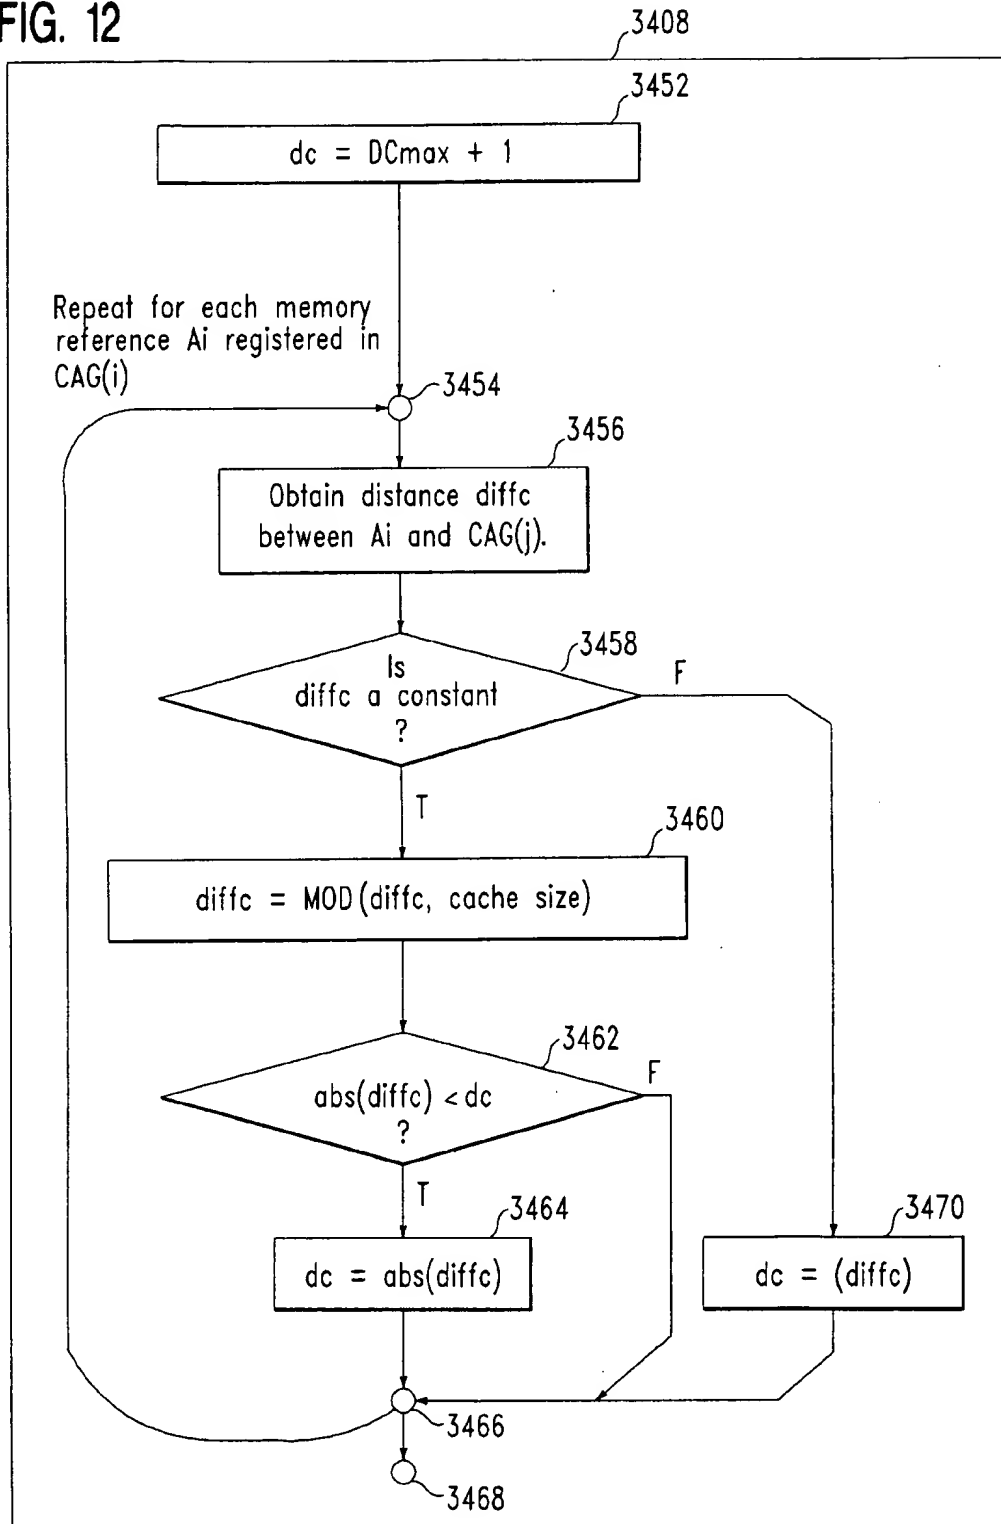 FIG. 12
3408
3452
dc = DCmax + 1
Repeat for each memory
reference Ai registered in
CAG(i)
3454
3456
Obtain distance diffc
between Ai and CAG(j).
3458
Is
diffc a constant
?
F
T
3460
diffc = MOD(diffc, cache size)
3462
abs(diffc) < dc
?
F
T
3464
dc = abs(diffc)
3470
dc = (diffc)
3466
3468